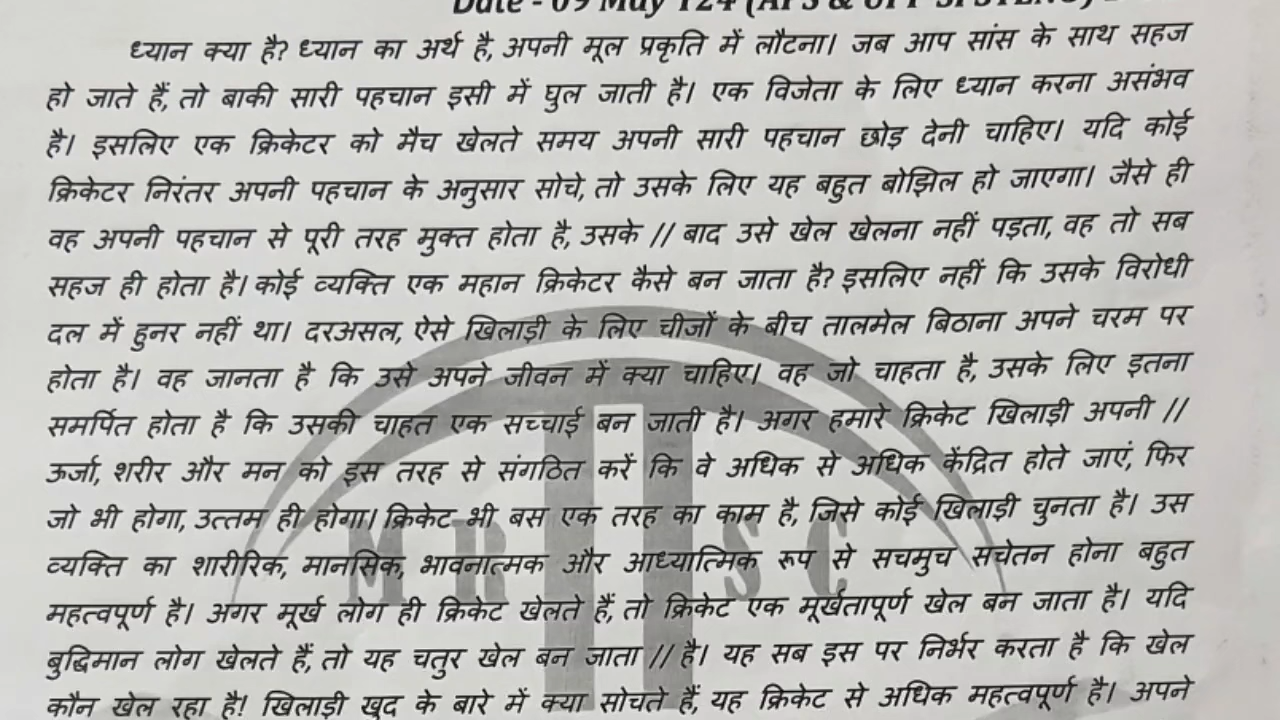 Date - 09 May 124 (APS &
ध्यान क्या है? ध्यान का अर्थ है, अपनी मूल प्रकृति में लौटना। जब आप सांस के साथ सहज
हो जाते हैं, तो बाकी सारी पहचान इसी में घुल जाती है। एक विजेता के लिए ध्यान करना असंभव
है। इसलिए एक क्रिकेटर को मैच खेलते समय अपनी सारी पहचान छोड़ देनी चाहिए। यदि कोई
क्रिकेटर निरंतर अपनी पहचान के अनुसार सोचे, तो उसके लिए यह बहुत बोझिल हो जाएगा। जैसे ही
वह अपनी पहचान से पूरी तरह मुक्त होता है, उसके // बाद उसे खेल खेलना नहीं पड़ता, वह तो सब
सहज ही होता है। कोई व्यक्ति एक महान क्रिकेटर कैसे बन जाता है? इसलिए नहीं कि उसके विरोधी
दल में हुनर नहीं था। दरअसल, ऐसे खिलाड़ी के लिए चीजों के बीच तालमेल बिठाना अपने चरम पर
होता है। वह जानता है कि उसे अपने जीवन में क्या चाहिए। वह जो चाहता है, उसके लिए इतना
समर्पित होता है कि उसकी चाहत एक सच्चाई बन जाती है। अगर हमारे क्रिकेट खिलाड़ी अपनी //
ऊर्जा, शरीर और मन को इस तरह से संगठित करें कि वे अधिक से अधिक केंद्रित होते जाएं, फिर
जो भी होगा, उत्तम ही होगा। क्रिकेट भी बस एक तरह का काम है, जिसे कोई खिलाड़ी चुनता है। उस
व्यक्ति का शारीरिक, मानसिक, भावनात्मक और आध्यात्मिक रूप से सचमुच सचेतन होना बहुत
महत्वपूर्ण है। अगर मूर्ख लोग ही क्रिकेट खेलते हैं, तो क्रिकेट एक मूर्खतापूर्ण खेल बन जाता है। यदि
बुद्धिमान लोग खेलते हैं, तो यह चतुर खेल बन जाता // है। यह सब इस पर निर्भर करता है कि खेल
कौन खेल रहा है! खिलाड़ी खुद के बारे में क्या सोचते हैं, यह क्रिकेट से अधिक महत्वपूर्ण है। अपने